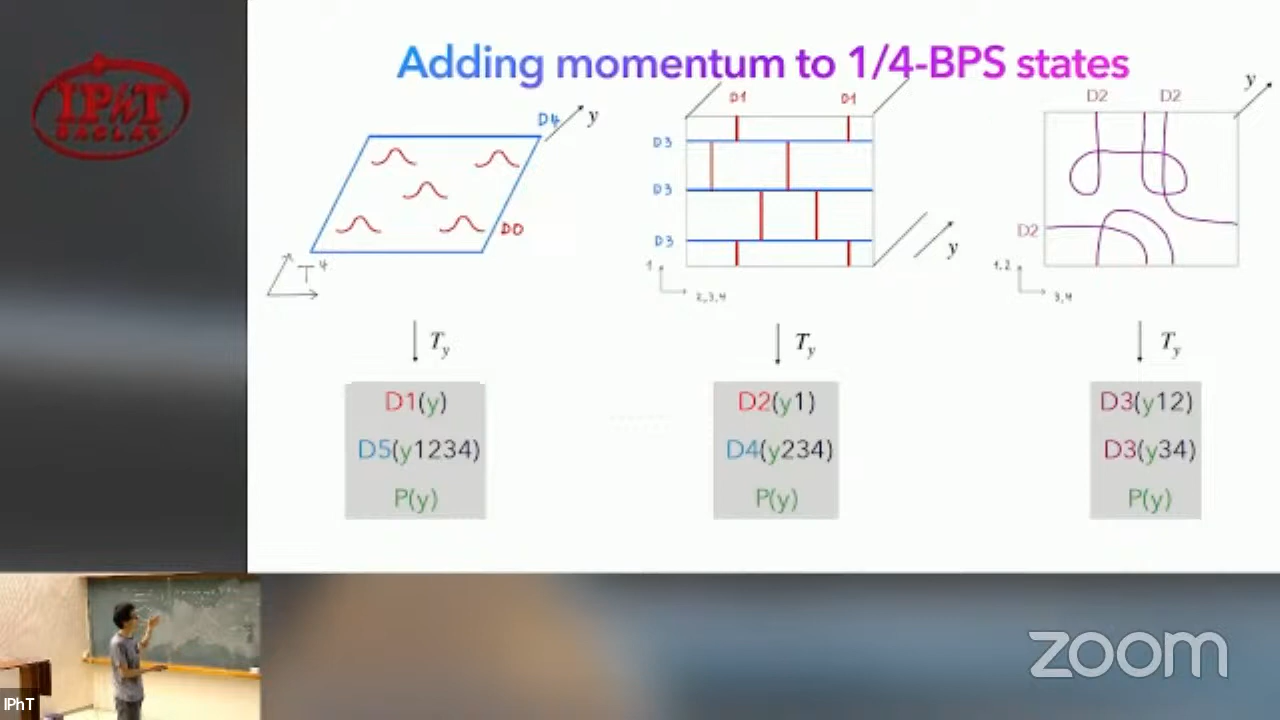 IPhT
SACLAY
Adding momentum to 1/4-BPS states
D4
y
D0
T⁴
D1 D1
D3
D3
D3
y
1
2,3,4
D2 D2
y
D2
1,2
3,4
T_y
T_y
T_y
D1(y)
D5(y1234)
P(y)
D2(y1)
D4(y234)
P(y)
D3(y12)
D3(y34)
P(y)
zoom
IPhT